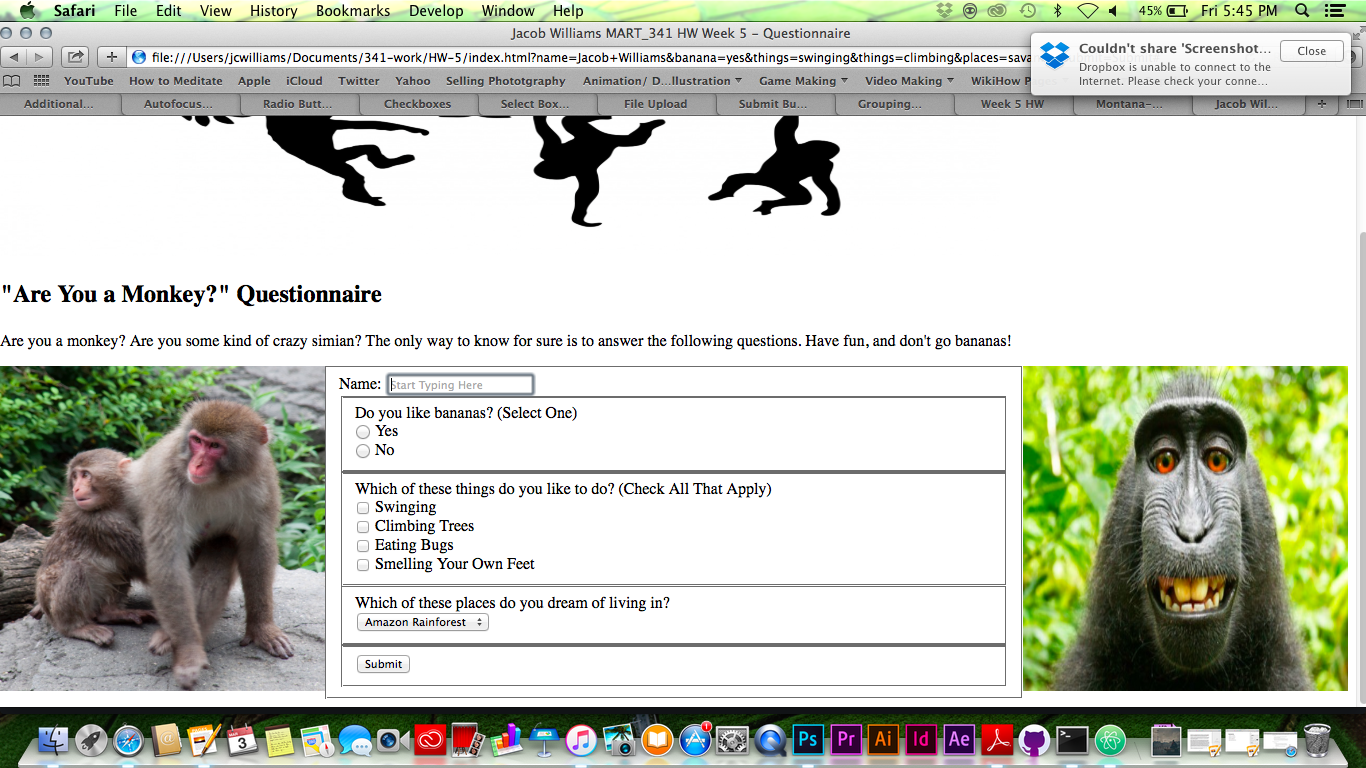 Safari File Edit View History Bookmarks Develop Window Help 45% Fri 5:45 PM
Jacob Williams MART_341 HW Week 5 – Questionnaire
file:///Users/jcwilliams/Documents/341-work/HW-5/index.html?name=Jacob+Williams&banana=yes&things=swinging&things=climbing&places=sava
Couldn't share 'Screenshot...
Close
Dropbox is unable to connect to the
Internet. Please check your conne...
YouTube How to Meditate Apple iCloud Twitter Yahoo Selling Phototgraphy Animation/ D...llustration Game Making Video Making WikiHow
Additional... Autofocus... Radio Butt... Checkboxes Select Box... File Upload Submit Bu... Grouping... Week 5 HW Montana-... Jacob Wil...
"Are You a Monkey?" Questionnaire
Are you a monkey? Are you some kind of crazy simian? The only way to know for sure is to answer the following questions. Have fun, and don't go bananas!
Name: Start Typing Here
Do you like bananas? (Select One)
Yes
No
Which of these things do you like to do? (Check All That Apply)
Swinging
Climbing Trees
Eating Bugs
Smelling Your Own Feet
Which of these places do you dream of living in?
Amazon Rainforest
Submit
3
1
Ps Pr Ai Id Ae